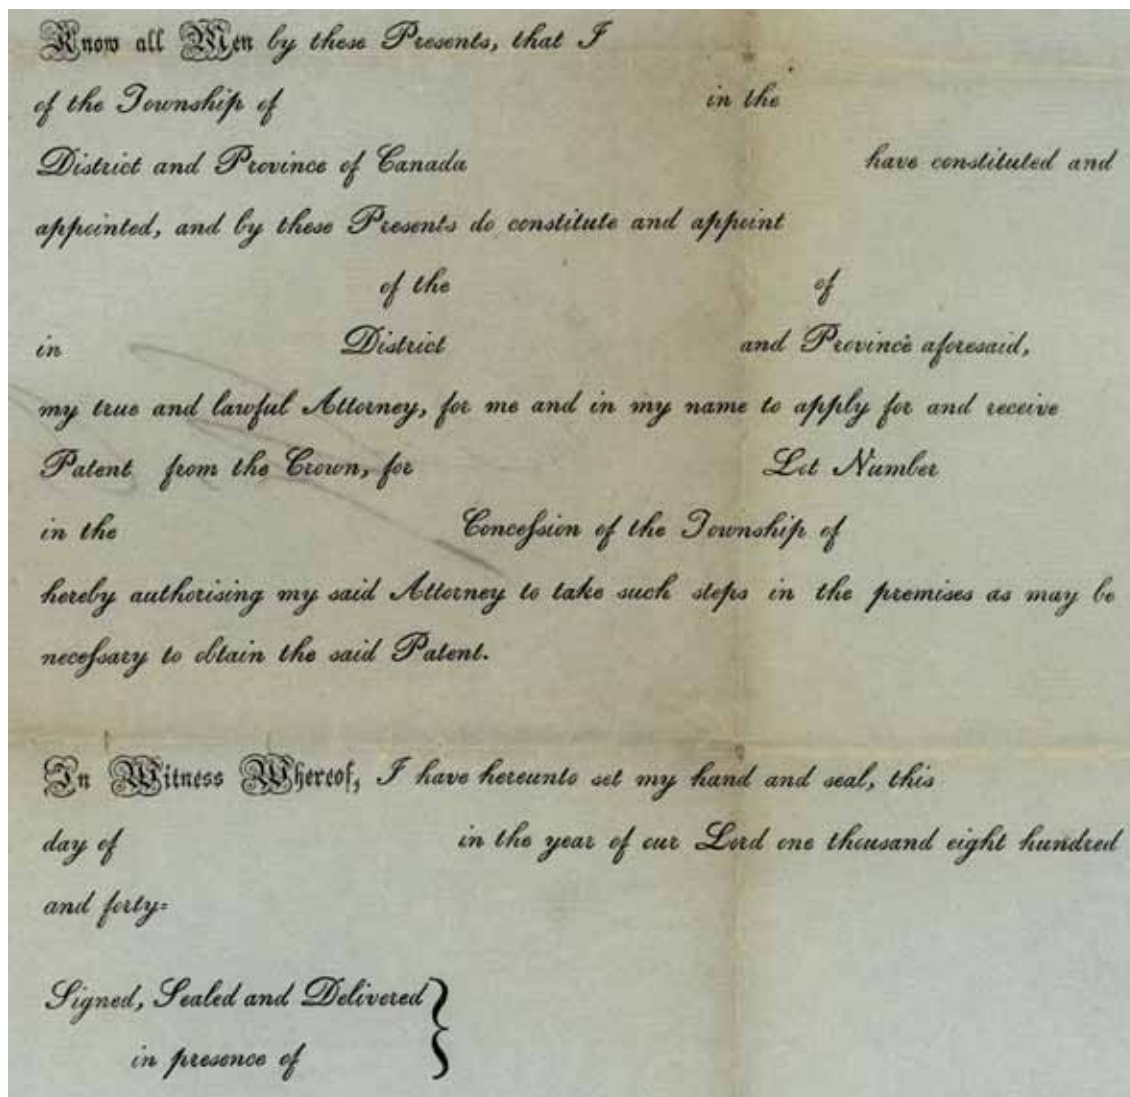 Know all Men by these Presents, that I
of the Township of in the
District and Province of Canada have constituted and
appointed, and by these Presents do constitute and appoint
of the of
in District and Province aforesaid,
my true and lawful Attorney, for me and in my name to apply for and receive
Patent from the Crown, for Lot Number
in the Conceſsion of the Township of
hereby authorising my said Attorney to take such steps in the premises as may be
neceſsary to obtain the said Patent.
In Witness Whereof, I have hereunto set my hand and seal, this
day of in the year of our Lord one thousand eight hundred
and forty=
Signed, Sealed and Delivered
in presence of